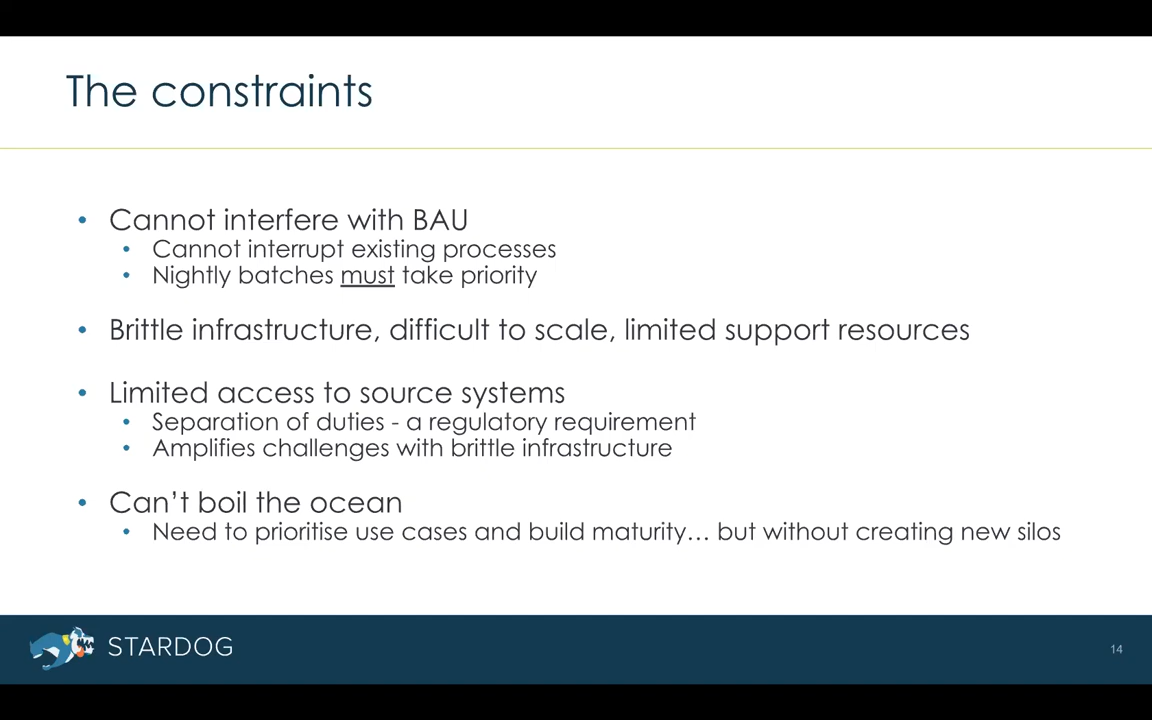 The constraints
• Cannot interfere with BAU
• Cannot interrupt existing processes
• Nightly batches must take priority
• Brittle infrastructure, difficult to scale, limited support resources
• Limited access to source systems
• Separation of duties - a regulatory requirement
• Amplifies challenges with brittle infrastructure
• Can’t boil the ocean
• Need to prioritise use cases and build maturity… but without creating new silos
STARDOG
14